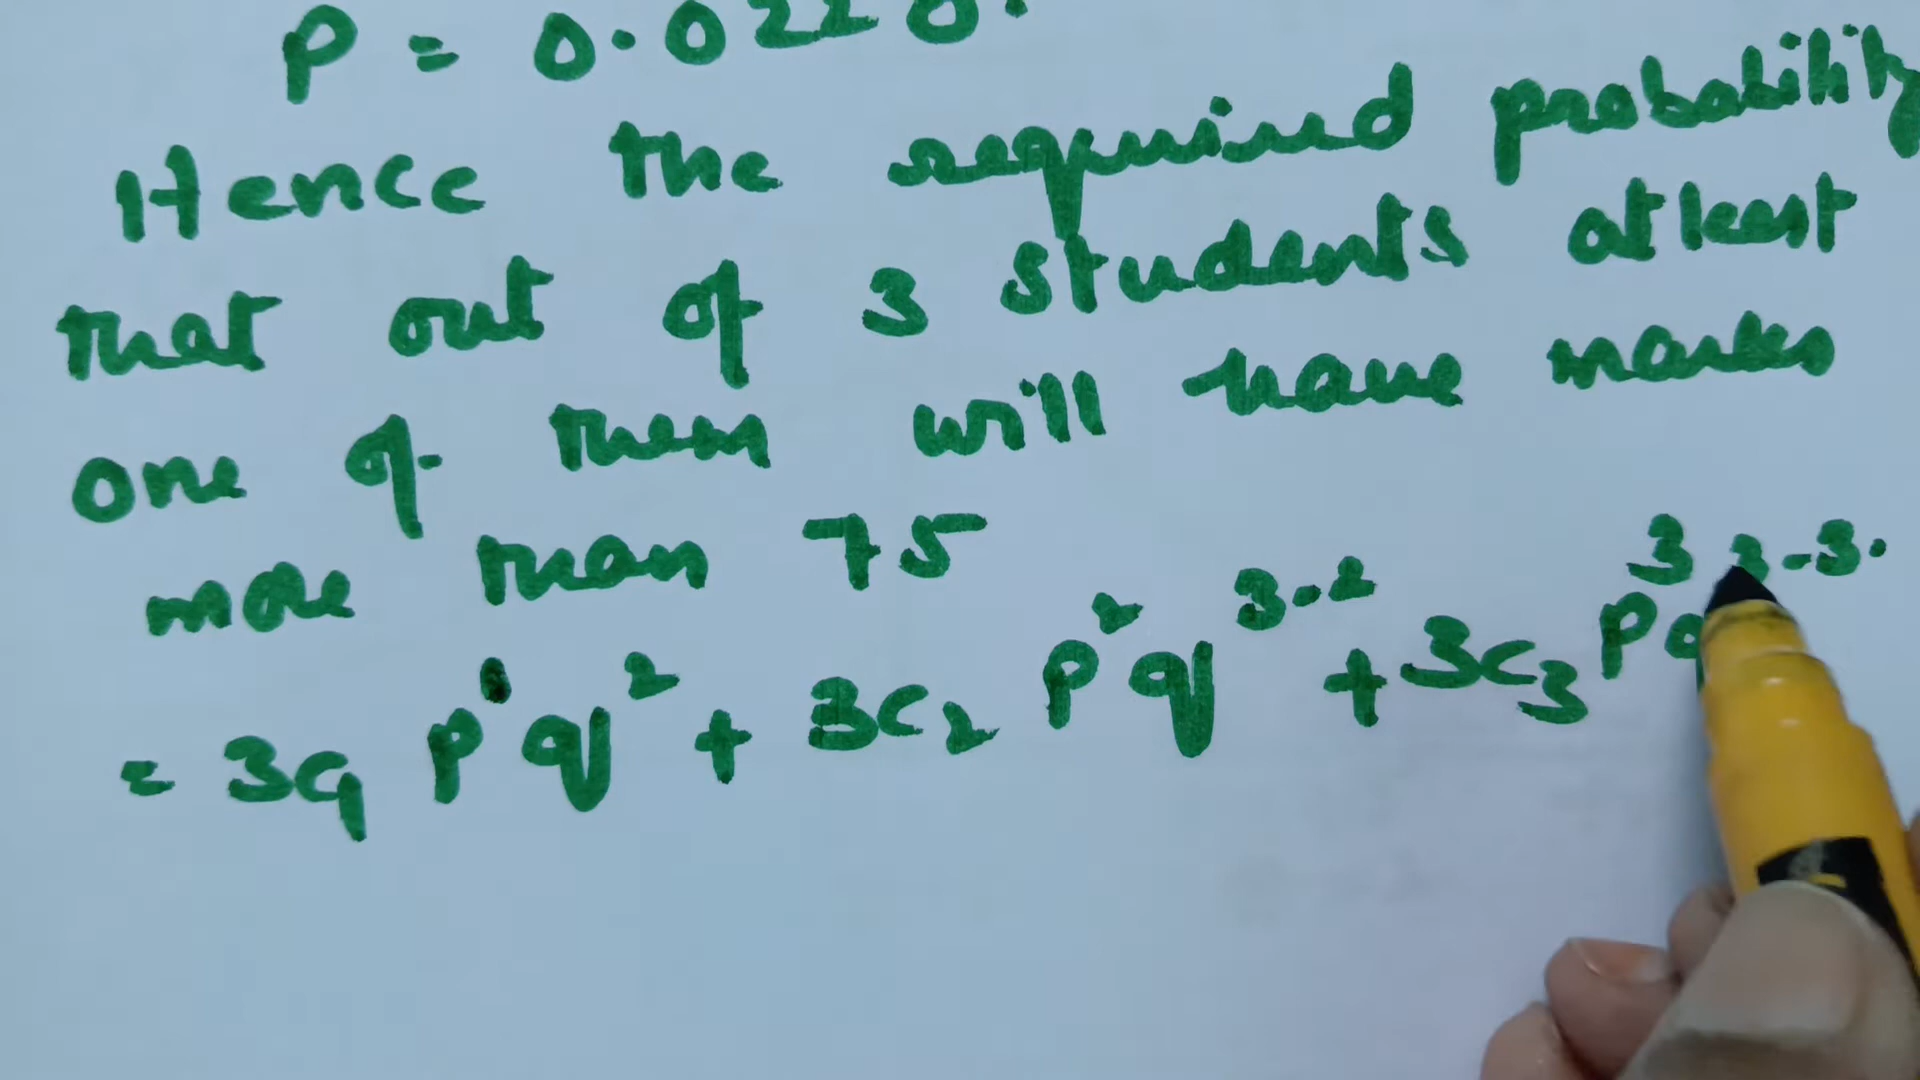 P = 0.0228.
Hence the required probability
that out of 3 students atleast
one of them will have marks
more than 75
= 3C₁ p¹ q² + 3C₂ p² q³⁻² + 3C₃ p³ q³⁻³.